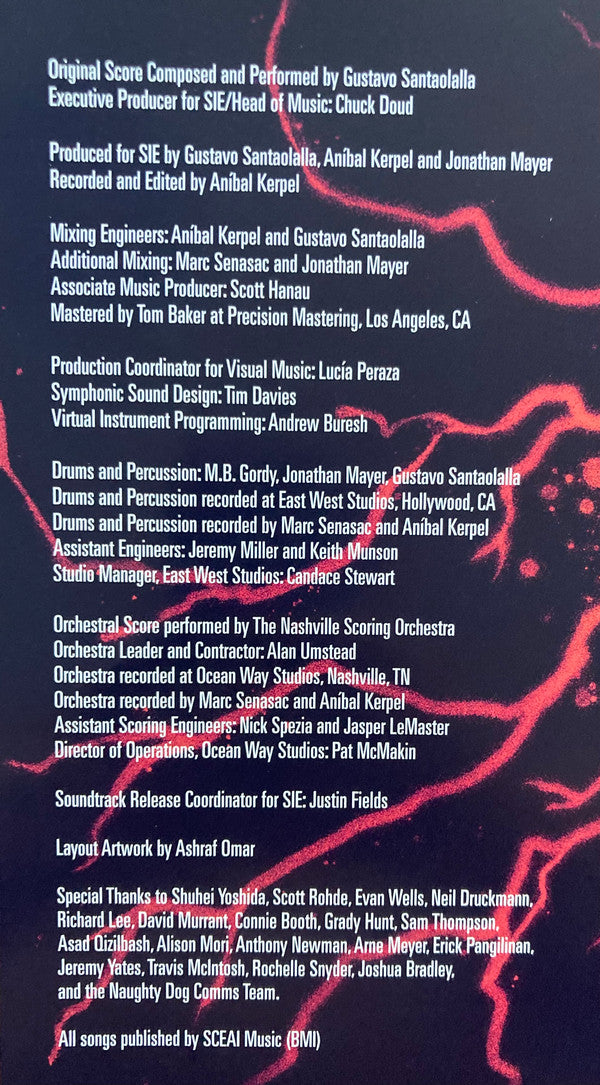 Original Score Composed and Performed by Gustavo Santaolalla
Executive Producer for SIE/Head of Music: Chuck Doud
Produced for SIE by Gustavo Santaolalla, Aníbal Kerpel and Jonathan Mayer
Recorded and Edited by Aníbal Kerpel
Mixing Engineers: Aníbal Kerpel and Gustavo Santaolalla
Additional Mixing: Marc Senasac and Jonathan Mayer
Associate Music Producer: Scott Hanau
Mastered by Tom Baker at Precision Mastering, Los Angeles, CA
Production Coordinator for Visual Music: Lucía Peraza
Symphonic Sound Design: Tim Davies
Virtual Instrument Programming: Andrew Buresh
Drums and Percussion: M.B. Gordy, Jonathan Mayer, Gustavo Santaolalla
Drums and Percussion recorded at East West Studios, Hollywood, CA
Drums and Percussion recorded by Marc Senasac and Aníbal Kerpel
Assistant Engineers: Jeremy Miller and Keith Munson
Studio Manager, East West Studios: Candace Stewart
Orchestral Score performed by The Nashville Scoring Orchestra
Orchestra Leader and Contractor: Alan Umstead
Orchestra recorded at Ocean Way Studios, Nashville, TN
Orchestra recorded by Marc Senasac and Aníbal Kerpel
Assistant Scoring Engineers: Nick Spezia and Jasper LeMaster
Director of Operations, Ocean Way Studios: Pat McMakin
Soundtrack Release Coordinator for SIE: Justin Fields
Layout Artwork by Ashraf Omar
Special Thanks to Shuhei Yoshida, Scott Rohde, Evan Wells, Neil Druckmann,
Richard Lee, David Murrant, Connie Booth, Grady Hunt, Sam Thompson,
Asad Qizilbash, Alison Mori, Anthony Newman, Arne Meyer, Erick Pangilinan,
Jeremy Yates, Travis McIntosh, Rochelle Snyder, Joshua Bradley,
and the Naughty Dog Comms Team.
All songs published by SCEAI Music (BMI)